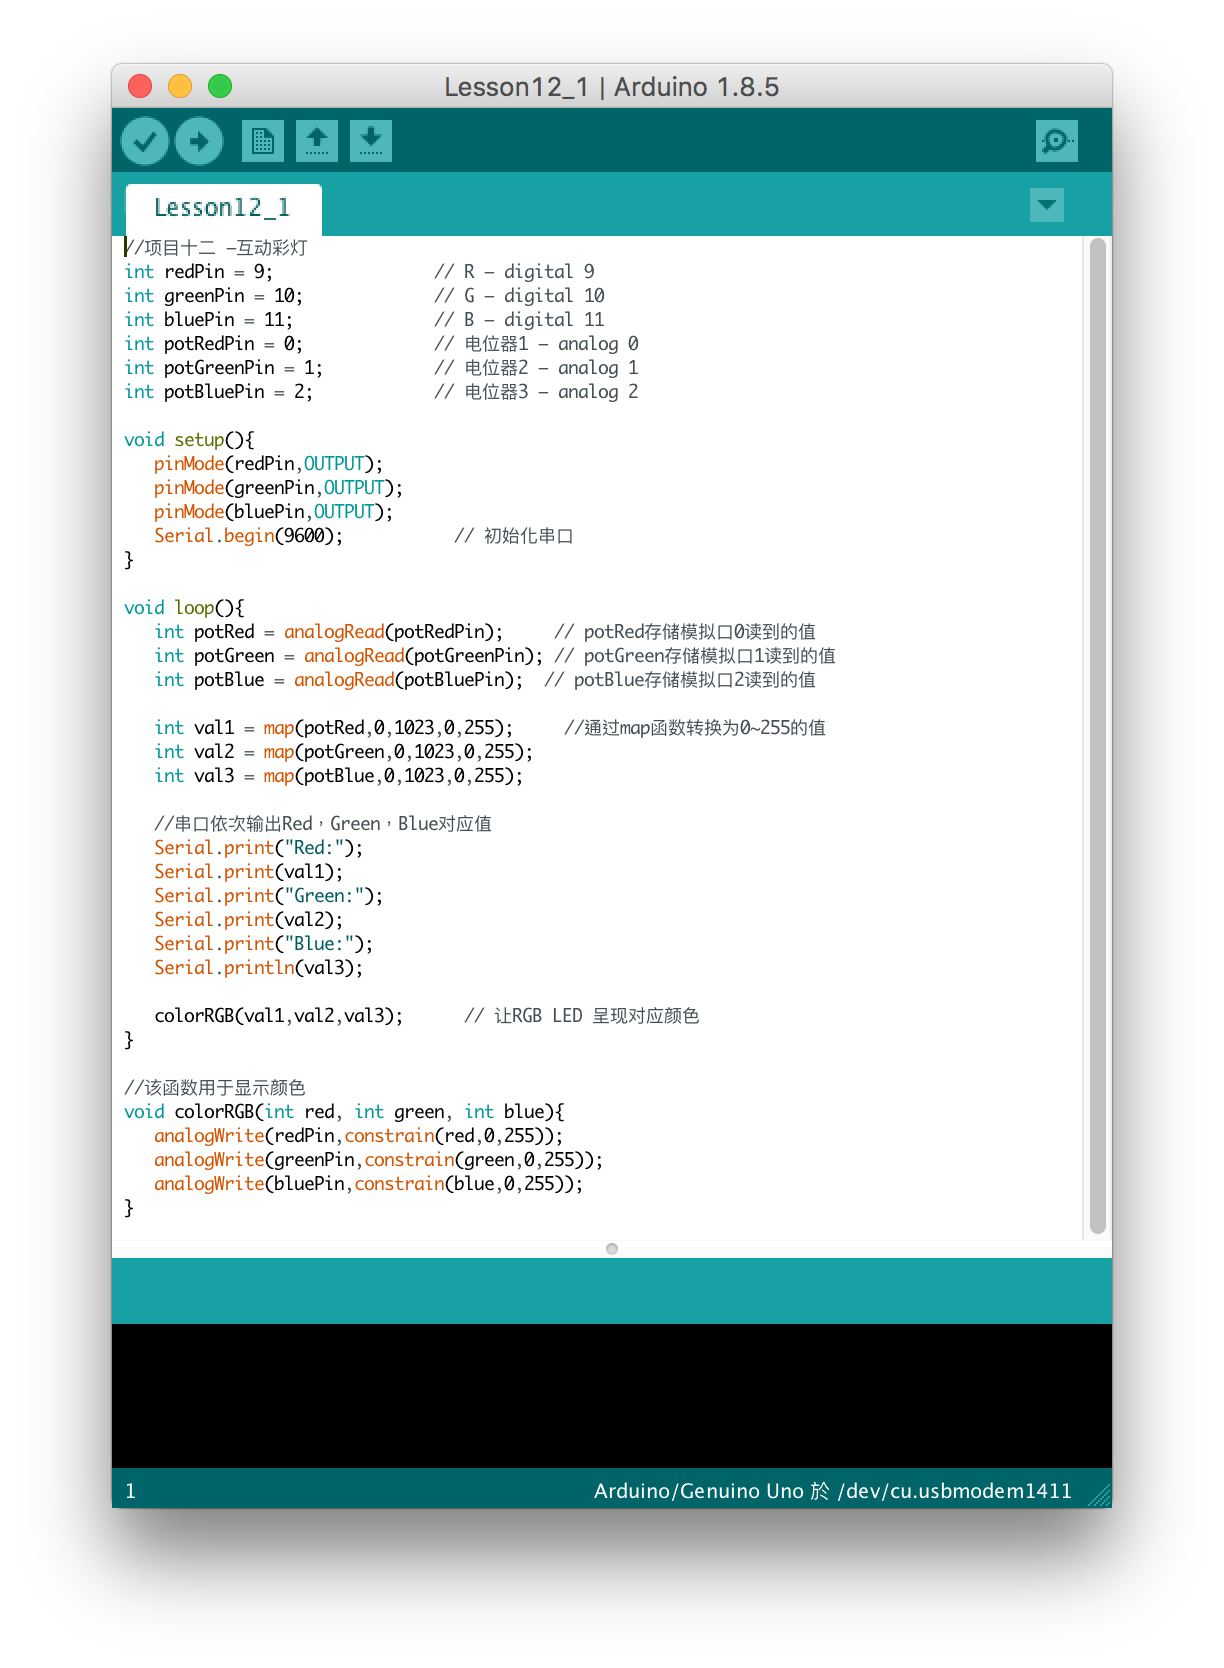 Lesson12_1 | Arduino 1.8.5
Lesson12_1
//项目十二 –互动彩灯
int redPin = 9;                // R – digital 9
int greenPin = 10;             // G – digital 10
int bluePin = 11;              // B – digital 11
int potRedPin = 0;             // 电位器1 – analog 0
int potGreenPin = 1;           // 电位器2 – analog 1
int potBluePin = 2;            // 电位器3 – analog 2
void setup(){
   pinMode(redPin,OUTPUT);
   pinMode(greenPin,OUTPUT);
   pinMode(bluePin,OUTPUT);
   Serial.begin(9600);           // 初始化串口
}
void loop(){
   int potRed = analogRead(potRedPin);     // potRed存储模拟口0读到的值
   int potGreen = analogRead(potGreenPin); // potGreen存储模拟口1读到的值
   int potBlue = analogRead(potBluePin);  // potBlue存储模拟口2读到的值
   int val1 = map(potRed,0,1023,0,255);     //通过map函数转换为0~255的值
   int val2 = map(potGreen,0,1023,0,255);
   int val3 = map(potBlue,0,1023,0,255);
   //串口依次输出Red，Green，Blue对应值
   Serial.print("Red:");
   Serial.print(val1);
   Serial.print("Green:");
   Serial.print(val2);
   Serial.print("Blue:");
   Serial.println(val3);
   colorRGB(val1,val2,val3);      // 让RGB LED 呈现对应颜色
}
//该函数用于显示颜色
void colorRGB(int red, int green, int blue){
   analogWrite(redPin,constrain(red,0,255));
   analogWrite(greenPin,constrain(green,0,255));
   analogWrite(bluePin,constrain(blue,0,255));
}
1
Arduino/Genuino Uno 於 /dev/cu.usbmodem1411